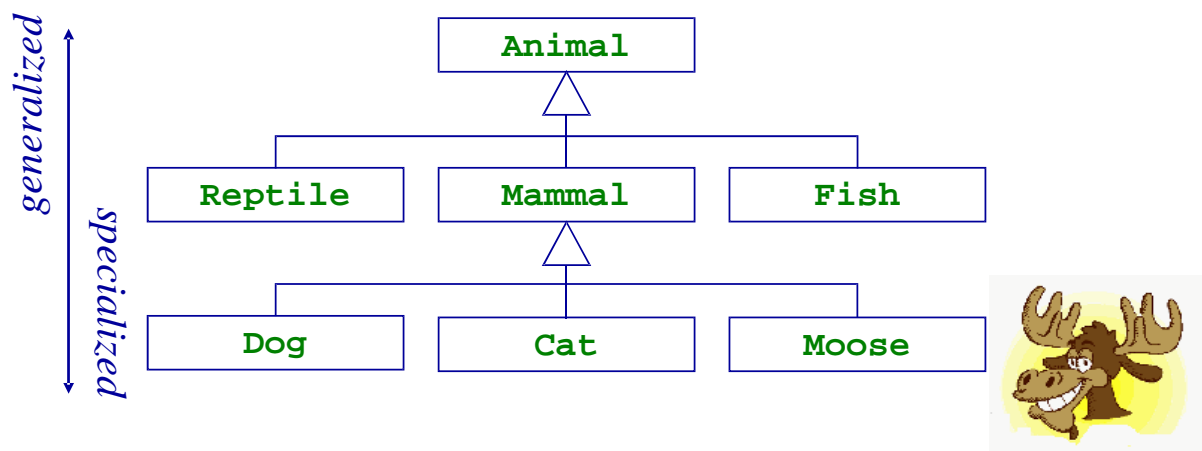 generalized
specialized
Animal
Reptile
Mammal
Fish
Dog
Cat
Moose